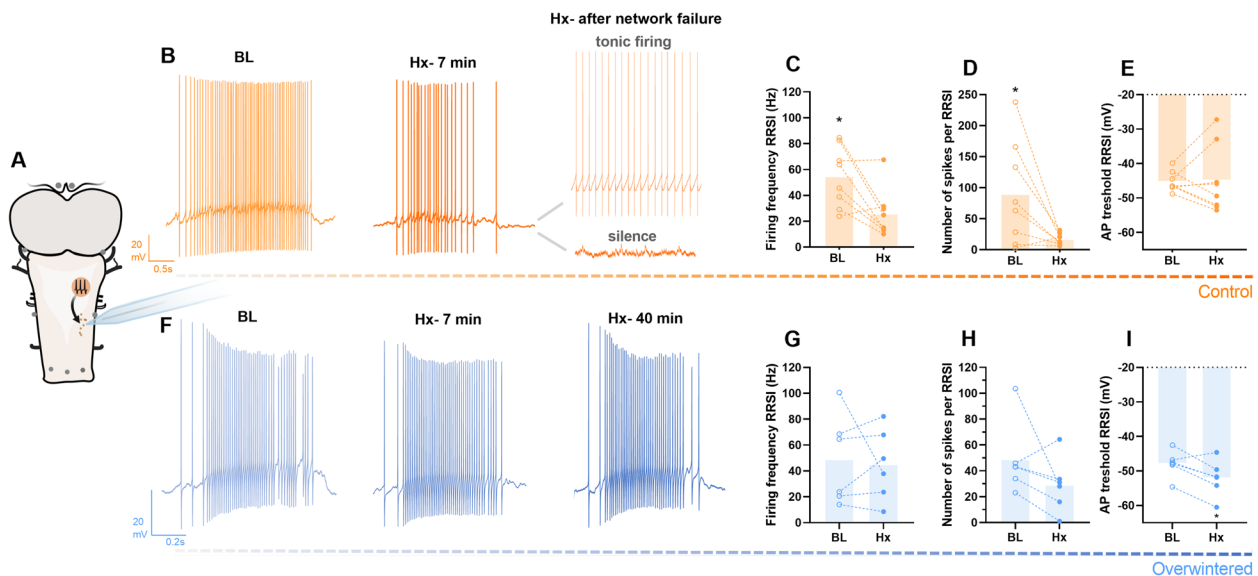 Hx- after network failure
A
B
BL
Hx- 7 min
tonic firing
silence
20
mV
0.5s
C
Firing frequency RRSI (Hz)
120
100
80
60
40
20
0
*
BL
Hx
D
Number of spikes per RRSI
250
200
150
100
50
0
*
BL
Hx
E
AP treshold RRSI (mV)
-20
-30
-40
-50
-60
BL
Hx
Control
F
BL
Hx- 7 min
Hx- 40 min
20
mV
0.2s
G
Firing frequency RRSI (Hz)
120
100
80
60
40
20
0
BL
Hx
H
Number of spikes per RRSI
120
100
80
60
40
20
0
BL
Hx
I
AP treshold RRSI (mV)
-20
-30
-40
-50
-60
*
BL
Hx
Overwintered